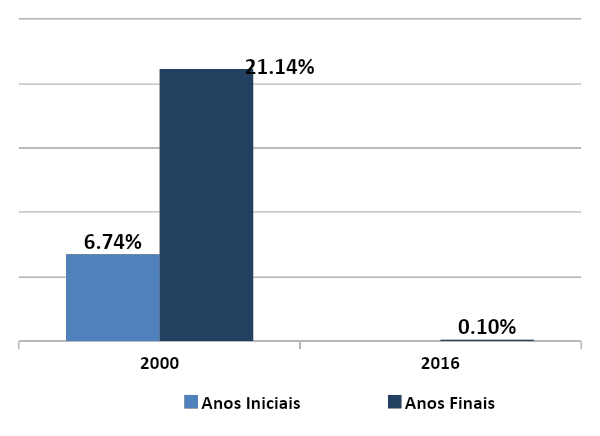 21.14%
6.74%
0.10%
2000 2016
Anos Iniciais Anos Finais